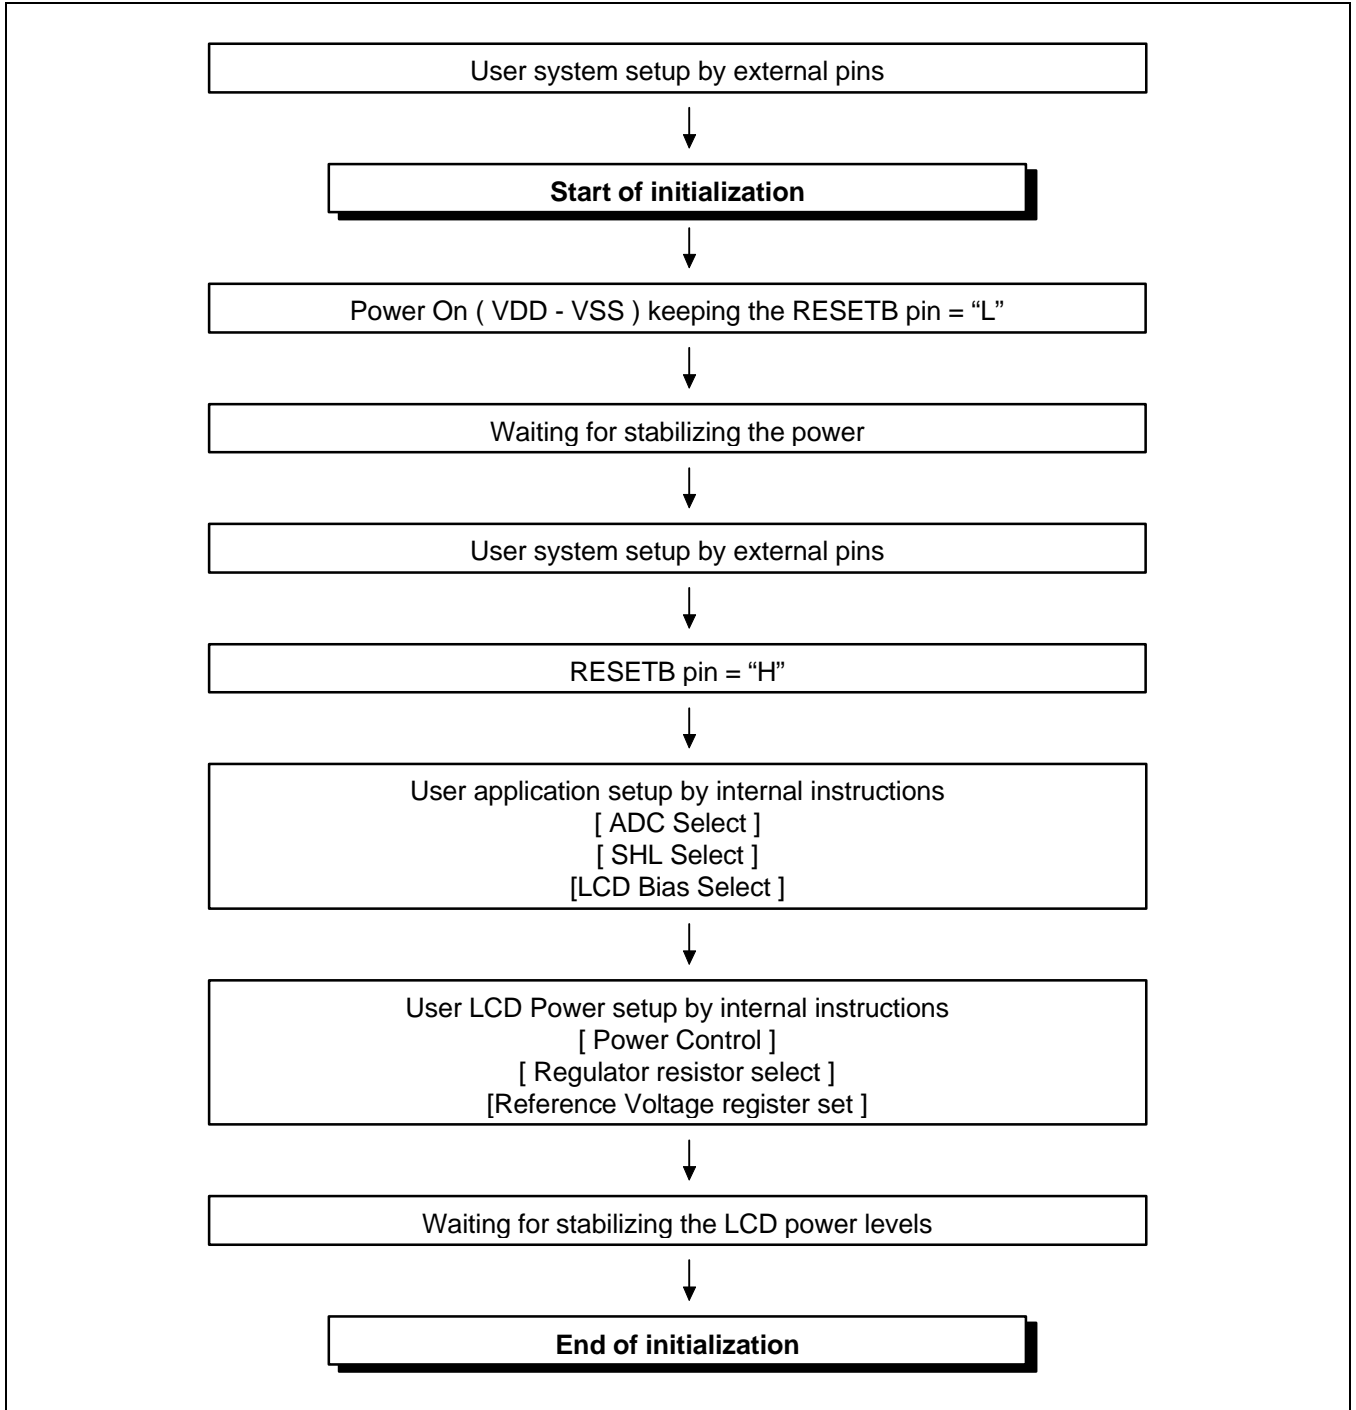 User system setup by external pins
Start of initialization
Power On ( VDD - VSS ) keeping the RESETB pin = “L”
Waiting for stabilizing the power
User system setup by external pins
RESETB pin = “H”
User application setup by internal instructions
[ ADC Select ]
[ SHL Select ]
[LCD Bias Select ]
User LCD Power setup by internal instructions
[ Power Control ]
[ Regulator resistor select ]
[Reference Voltage register set ]
Waiting for stabilizing the LCD power levels
End of initialization